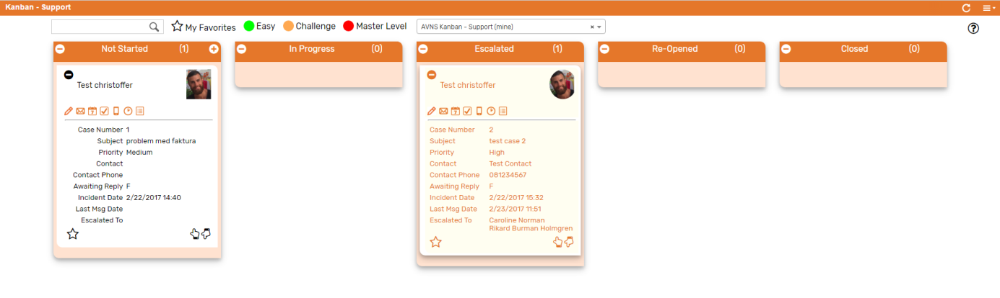 Kanban - Support
My Favorites Easy Challenge Master Level AVNS Kanban - Support (mine)
Not Started (1)
In Progress (0)
Escalated (1)
Re-Opened (0)
Closed (0)
Test christoffer
Case Number 1
Subject problem med faktura
Priority Medium
Contact
Contact Phone
Awaiting Reply F
Incident Date 2/22/2017 14:40
Last Msg Date
Escalated To
Test christoffer
Case Number 2
Subject test case 2
Priority High
Contact Test Contact
Contact Phone 081234567
Awaiting Reply F
Incident Date 2/22/2017 15:32
Last Msg Date 2/23/2017 11:51
Escalated To Caroline Norman
Rikard Burman Holmgren